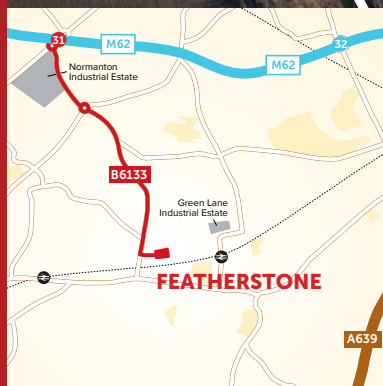 31
M62
32
M62
Normanton
Industrial Estate
B6133
Green Lane
Industrial Estate
FEATHERSTONE
A639